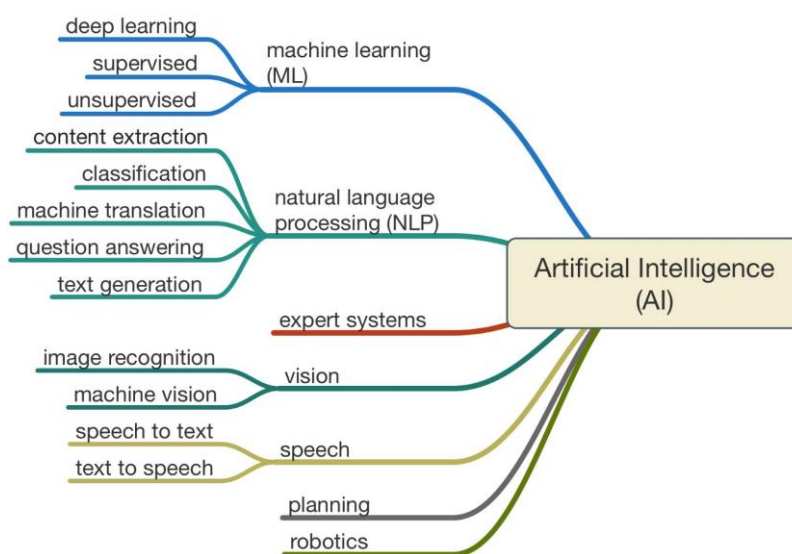 deep learning
supervised
unsupervised
machine learning
(ML)
content extraction
classification
machine translation
question answering
text generation
natural language
processing (NLP)
expert systems
image recognition
machine vision
vision
speech to text
text to speech
speech
planning
robotics
Artificial Intelligence
(AI)